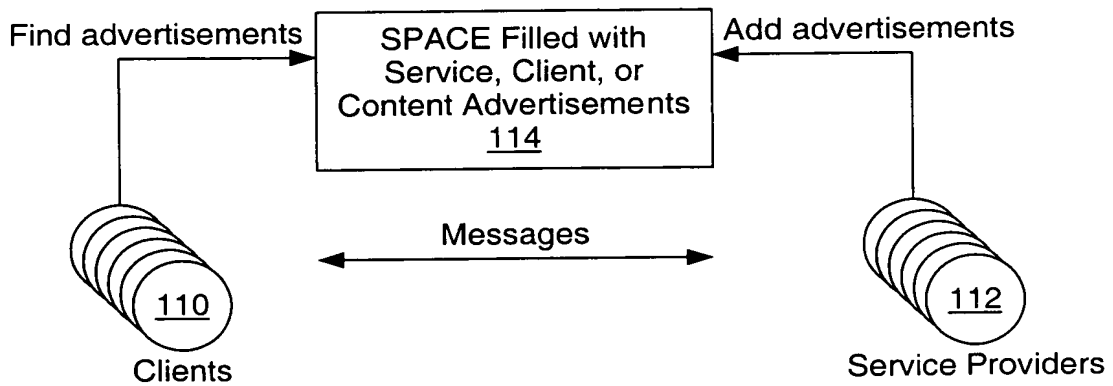 Find advertisements
SPACE Filled with
Service, Client, or
Content Advertisements
114
Add advertisements
Messages
110
Clients
112
Service Providers